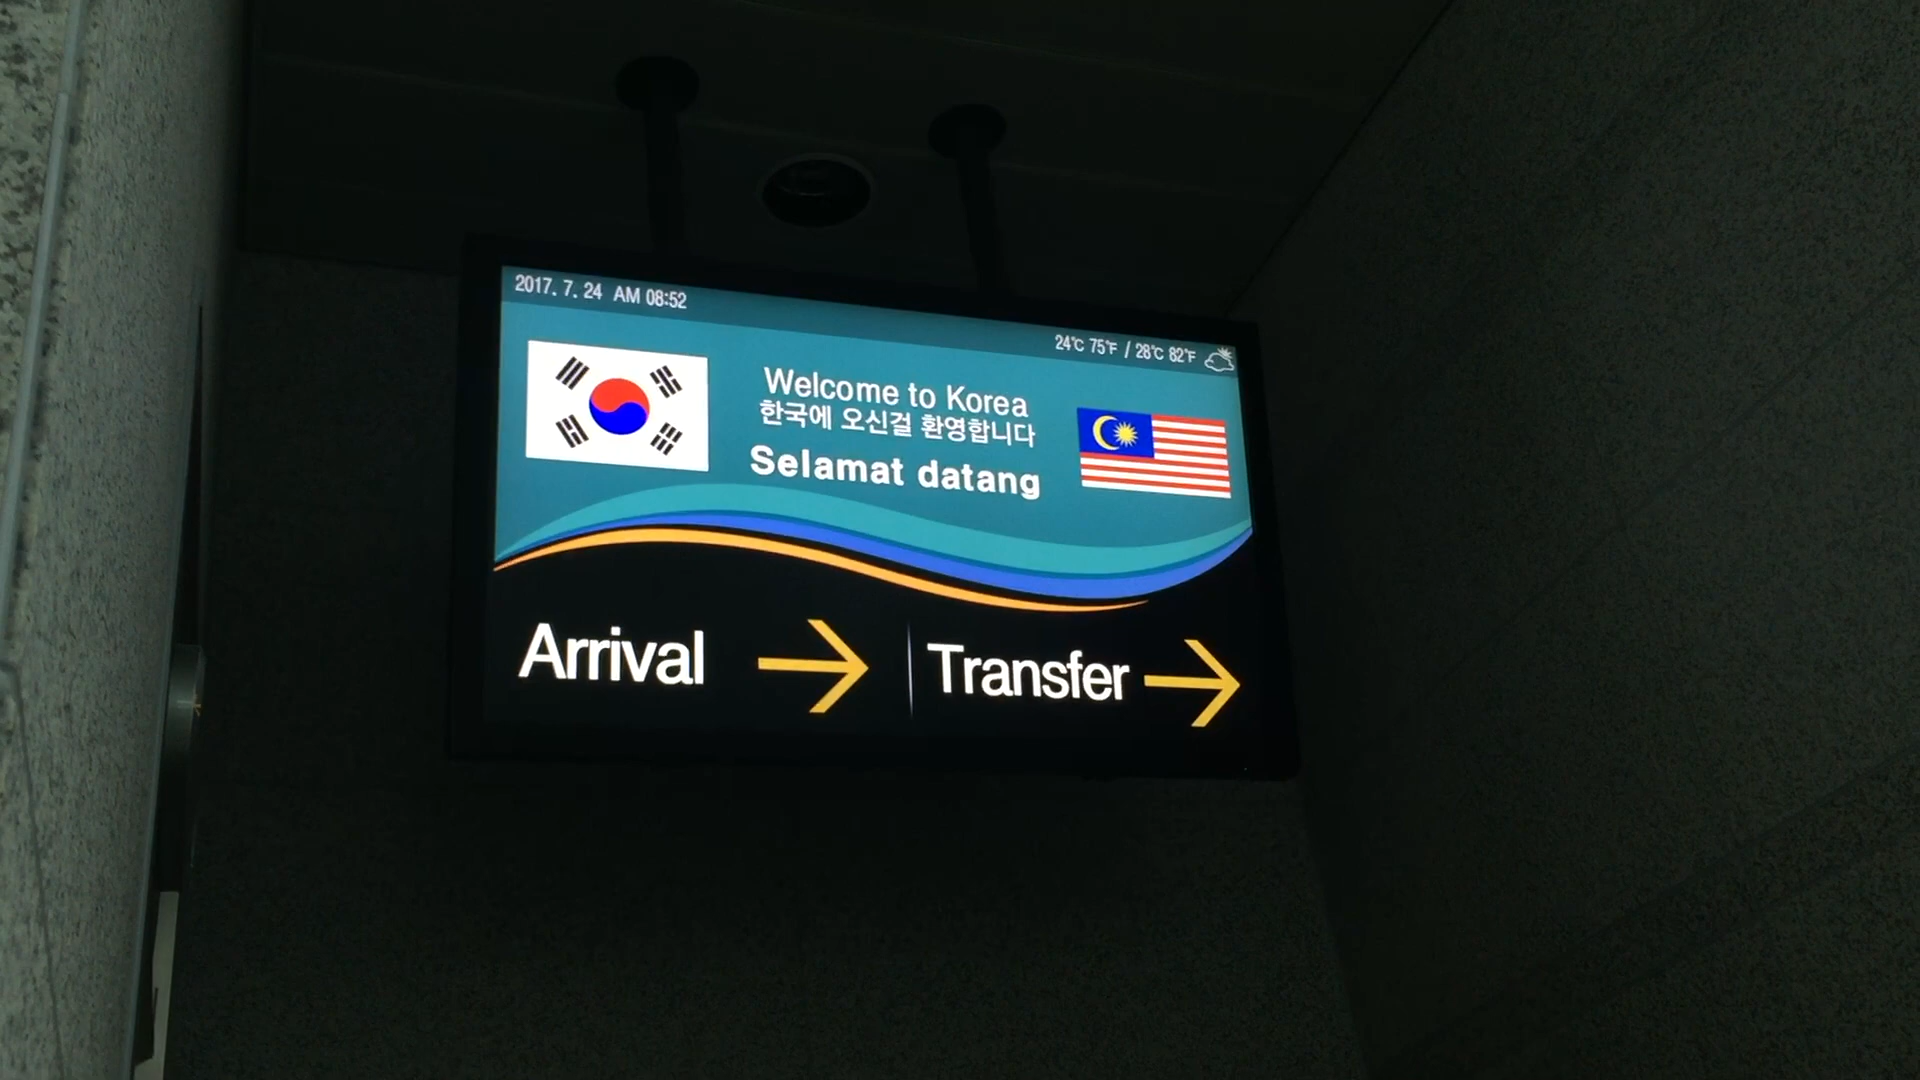 2017. 7. 24 AM 08:52
24℃ 75℉ / 28℃ 82℉
Welcome to Korea
한국에 오신걸 환영합니다
Selamat datang
Arrival
Transfer